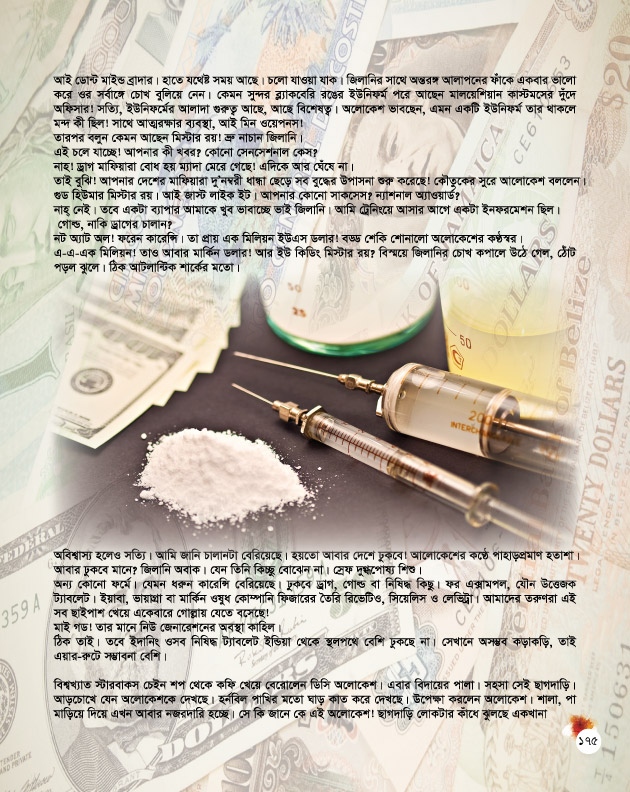 আই ডোন্ট মাইন্ড ব্রাদার। হাতে যথেষ্ট সময় আছে। চলো যাওয়া যাক। জিলানির সাথে অন্তরঙ্গ আলাপনের ফাঁকে একবার ভালো
করে ওর সর্বাঙ্গে চোখ বুলিয়ে নেন। কেমন সুন্দর ব্ল্যাকবেরি রঙের ইউনিফর্ম পরে আছেন মালয়েশিয়ান কাস্টমসের দুঁদে
অফিসার! সত্যি, ইউনিফর্মের আলাদা গুরুত্ব আছে, আছে বিশেষত্ব। অলোকেশ ভাবছেন, এমন একটি ইউনিফর্ম তার থাকলে
মন্দ কী ছিল! সাথে আত্মরক্ষার ব্যবস্থা, আই মিন ওয়েপনস!
তারপর বলুন কেমন আছেন মিস্টার রয়! ভ্রু নাচান জিলানি।
এই চলে যাচ্ছে! আপনার কী খবর? কোনো সেনসেশনাল কেস?
নাহ! ড্রাগ মাফিয়ারা বোধ হয় ম্যাদা মেরে গেছে! এদিকে আর ঘেঁষে না।
তাই বুঝি! আপনার দেশের মাফিয়ারা দু'নম্বরী ধান্ধা ছেড়ে সব বুদ্ধের উপাসনা শুরু করেছে! কৌতুকের সুরে আলোকেশ বললেন।
গুড হিউমার মিস্টার রয়। আই জাস্ট লাইক ইট। আপনার কোনো সাকসেস? ন্যাশনাল অ্যাওয়ার্ড?
নাহ্ নেই। তবে একটা ব্যাপার আমাকে খুব ভাবাচ্ছে ভাই জিলানি। আমি ট্রেনিংয়ে আসার আগে একটা ইনফরমেশন ছিল।
গোল্ড, নাকি ড্রাগের চালান?
নট অ্যাট অল! ফরেন কারেন্সি। তা প্রায় এক মিলিয়ন ইউএস ডলার! বড্ড শেকি শোনালো অলোকেশের কণ্ঠস্বর।
এ-এ-এক মিলিয়ন! তাও আবার মার্কিন ডলার! আর ইউ কিডিং মিস্টার রয়? বিস্ময়ে জিলানির চোখ কপালে উঠে গেল, ঠোঁট
পড়ল ঝুলে। ঠিক আটলান্টিক শার্কের মতো।
অবিশ্বাস্য হলেও সত্যি। আমি জানি চালানটা বেরিয়েছে। হয়তো আবার দেশে ঢুকবে! আলোকেশের কণ্ঠে পাহাড়প্রমাণ হতাশা।
আবার ঢুকবে মানে? জিলানি অবাক। যেন তিনি কিচ্ছু বোঝেন না। স্রেফ দুগ্ধপোষ্য শিশু।
অন্য কোনো ফর্মে। যেমন ধরুন কারেন্সি বেরিয়েছে। ঢুকবে ড্রাগ, গোল্ড বা নিষিদ্ধ কিছু। ফর এক্সামপল, যৌন উত্তেজক
ট্যাবলেট। ইয়াবা, ভায়াগ্রা বা মার্কিন ওষুধ কোম্পানি ফিজারের তৈরি রিভেটিও, সিয়েলিস ও লেভিট্রা। আমাদের তরুণরা এই
সব ছাইপাশ খেয়ে একেবারে গোল্লায় যেতে বসেছে!
মাই গড! তার মানে নিউ জেনারেশনের অবস্থা কাহিল।
ঠিক তাই। তবে ইদানিং ওসব নিষিদ্ধ ট্যাবলেট ইন্ডিয়া থেকে স্থলপথে বেশি ঢুকছে না। সেখানে অসম্ভব কড়াকড়ি, তাই
এয়ার-রুটে সম্ভাবনা বেশি।
বিশ্বখ্যাত স্টারবাকস চেইন শপ থেকে কফি খেয়ে বেরোলেন ডিসি অলোকেশ। এবার বিদায়ের পালা। সহসা সেই ছাগদাড়ি।
আড়চোখে যেন অলোকেশকে দেখছে। হর্নবিল পাখির মতো ঘাড় কাত করে দেখছে। উপেক্ষা করলেন অলোকেশ। শালা, পা
মাড়িয়ে দিয়ে এখন আবার নজরদারি হচ্ছে। সে কি জানে কে এই অলোকেশ! ছাগদাড়ি লোকটার কাঁধে ঝুলছে একখানা
১৭৫